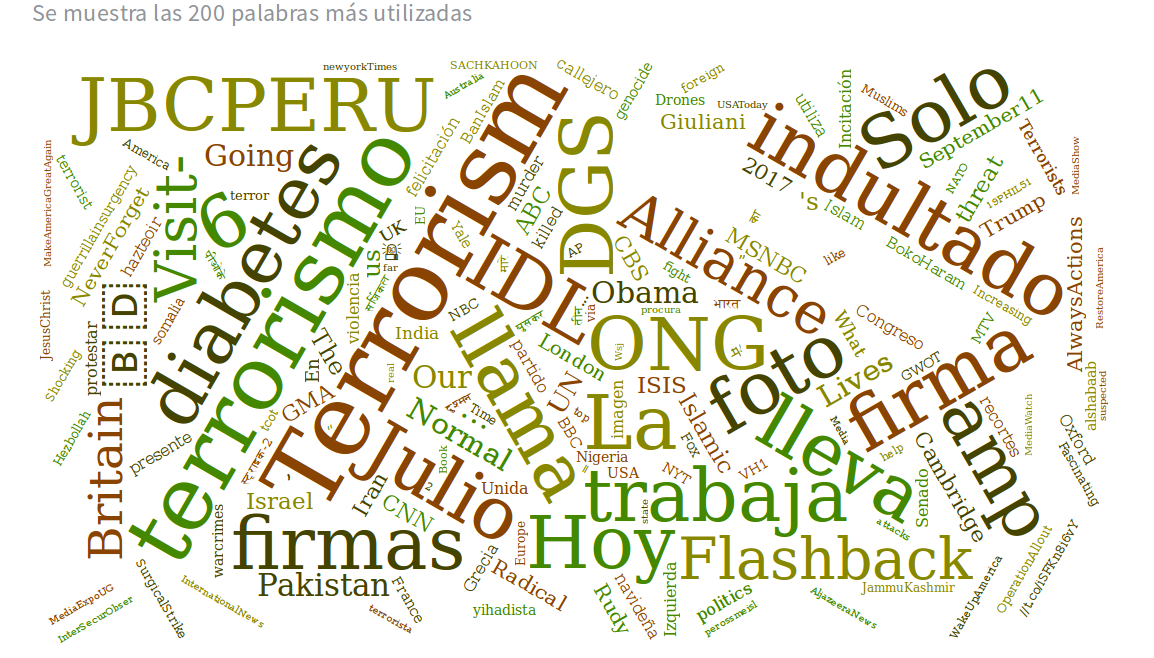 Se muestra las 200 palabras más utilizadas
newyorkTimes
SACHKAHOON
callejero
genocide
foreign
JBCPERU
Australia
BanIslam
Terrorism
DGS
Drones
USAToday
utiliza
Incitación
Muslims
Solo
Giuliani
September11
MakeAmericaGreatAgain
terrorist
America
Going
felicitación
indultado
Terrorists
MediaShow
guerrillainsurgency
Visit-
diabetes
terrorismo
murder
2017
NATO
threat
NeverForget
terror
6
EU
ABC
killed
's
Islam
19PHILS1
Trump
hazteoir
UK
Yale
AP
Alliance
CBS
MSNBC
BokoHaram
AlwaysActions
us
far
IDL
fight
like
Increasing
RestoreAmerica
JesusChrist
B D
somalia
violencia
NBC
Obama
भारत
procura
via
Congreso
MTV
protestar
The
India
llama
London
ONG
What
Shocking
En
Our
partido
wsj
foto
Lives
GWOT
firma
real
GMA
UN
ISIS
imagen
alshabaab
suspected
Hezbollah
Britain
tcot
Normal
Time
top
BBC
La
Islamic
lleva
Media
amp
recortes
MediaWatch
Oxford
presente
Julio
Book
Nigeria
USA
NYT
Fox
VH1
help
Cambridge
Fascinating
Israel
Iran
CNN
2
Unida
trabaja
state
Senado
attacks
warcrimes
firmas
Europe
Hoy
Flashback
//t.co/iSFKn8i6yY
Pakistan
France
Grecia
Radical
JammuKashmir
OperationAllout
MediaExpoUG
InterSecurObser
SurgicalStrike
InternationalNews
terrorista
yihadista
Rudy
navideña
Izquierda
politics
perossmeisl
AljazeeraNews
WakeUpAmerica